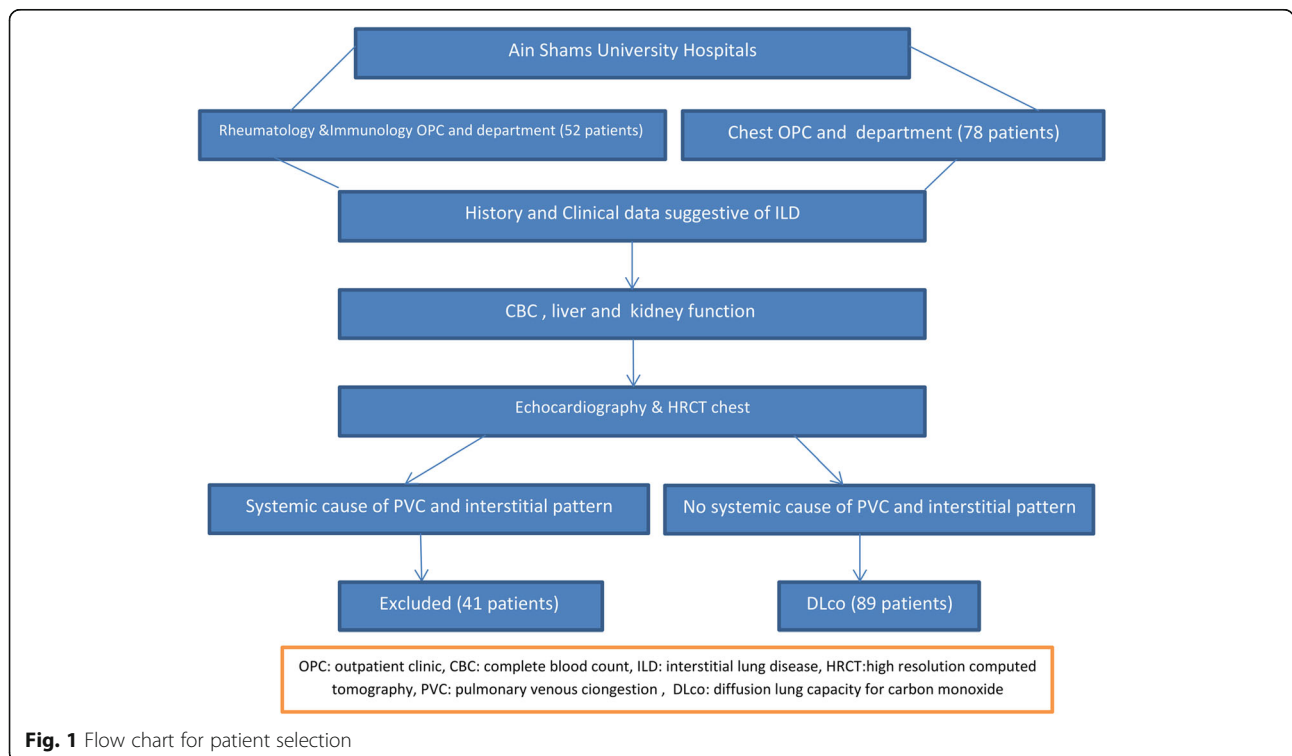 Ain Shams University Hospitals
Rheumatology &Immunology OPC and department (52 patients)
Chest OPC and department (78 patients)
History and Clinical data suggestive of ILD
CBC , liver and kidney function
Echocardiography & HRCT chest
Systemic cause of PVC and interstitial pattern
No systemic cause of PVC and interstitial pattern
Excluded (41 patients)
DLco (89 patients)
OPC: outpatient clinic, CBC: complete blood count, ILD: interstitial lung disease, HRCT:high resolution computed
tomography, PVC: pulmonary venous ciongestion , DLco: diffusion lung capacity for carbon monoxide
Fig. 1 Flow chart for patient selection